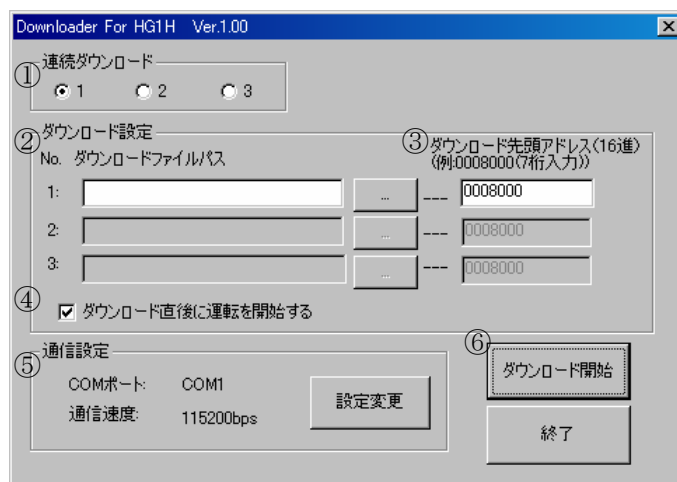 Downloader For HG1H Ver.1.00
① 連続ダウンロード
1 2 3
② ダウンロード設定
No. ダウンロードファイルパス
③ ダウンロード先頭アドレス(16進)
(例:0008000(7桁入力))
1: ... --- 0008000
2: ... --- 0008000
3: ... --- 0008000
④ ダウンロード直後に運転を開始する
⑤ 通信設定
COMポート: COM1
通信速度: 115200bps
設定変更
⑥ ダウンロード開始
終了